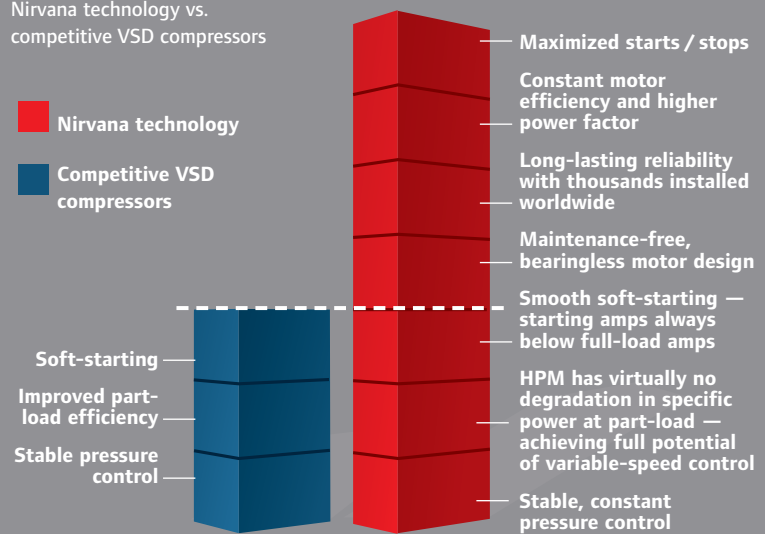 Nirvana technology vs.
competitive VSD compressors
Nirvana technology
Competitive VSD
compressors
Soft-starting
Improved part-
load efficiency
Stable pressure
control
Maximized starts / stops
Constant motor
efficiency and higher
power factor
Long-lasting reliability
with thousands installed
worldwide
Maintenance-free,
bearingless motor design
Smooth soft-starting —
starting amps always
below full-load amps
HPM has virtually no
degradation in specific
power at part-load —
achieving full potential
of variable-speed control
Stable, constant
pressure control